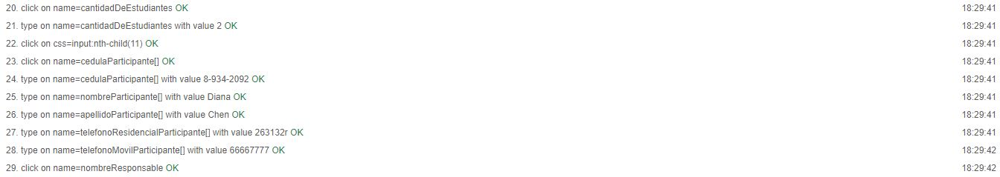 20. click on name=cantidadDeEstudiantes OK 18:29:41
21. type on name=cantidadDeEstudiantes with value 2 OK 18:29:41
22. click on css=input:nth-child(11) OK 18:29:41
23. click on name=cedulaParticipante[] OK 18:29:41
24. type on name=cedulaParticipante[] with value 8-934-2092 OK 18:29:41
25. type on name=nombreParticipante[] with value Diana OK 18:29:41
26. type on name=apellidoParticipante[] with value Chen OK 18:29:41
27. type on name=telefonoResidencialParticipante[] with value 263132r OK 18:29:41
28. type on name=telefonoMovilParticipante[] with value 66667777 OK 18:29:42
29. click on name=nombreResponsable OK 18:29:42